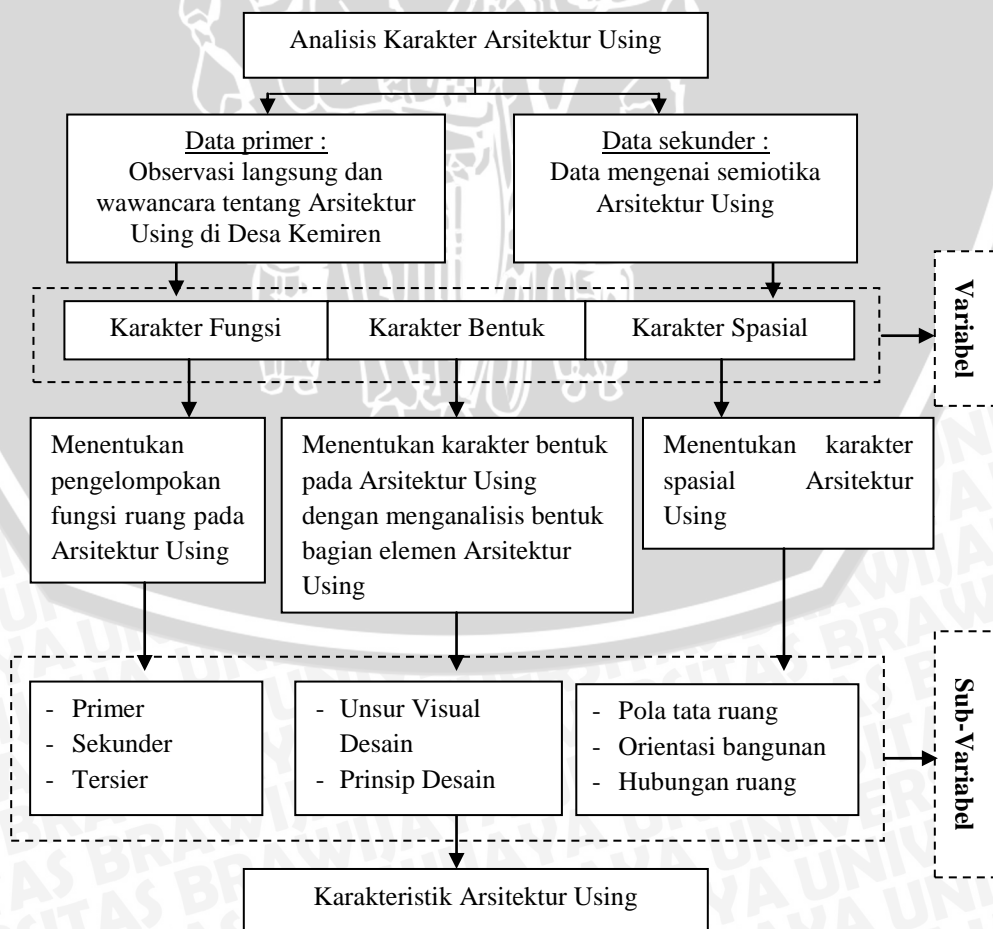 Analisis Karakter Arsitektur Using
Data primer :
Observasi langsung dan
wawancara tentang Arsitektur
Using di Desa Kemiren
Data sekunder :
Data mengenai semiotika
Arsitektur Using
Karakter Fungsi
Karakter Bentuk
Karakter Spasial
Variabel
Menentukan
pengelompokan
fungsi ruang pada
Arsitektur Using
Menentukan karakter bentuk
pada Arsitektur Using
dengan menganalisis bentuk
bagian elemen Arsitektur
Using
Menentukan karakter
spasial Arsitektur
Using
- Primer
- Sekunder
- Tersier
- Unsur Visual
Desain
- Prinsip Desain
- Pola tata ruang
- Orientasi bangunan
- Hubungan ruang
Sub-Variabel
Karakteristik Arsitektur Using